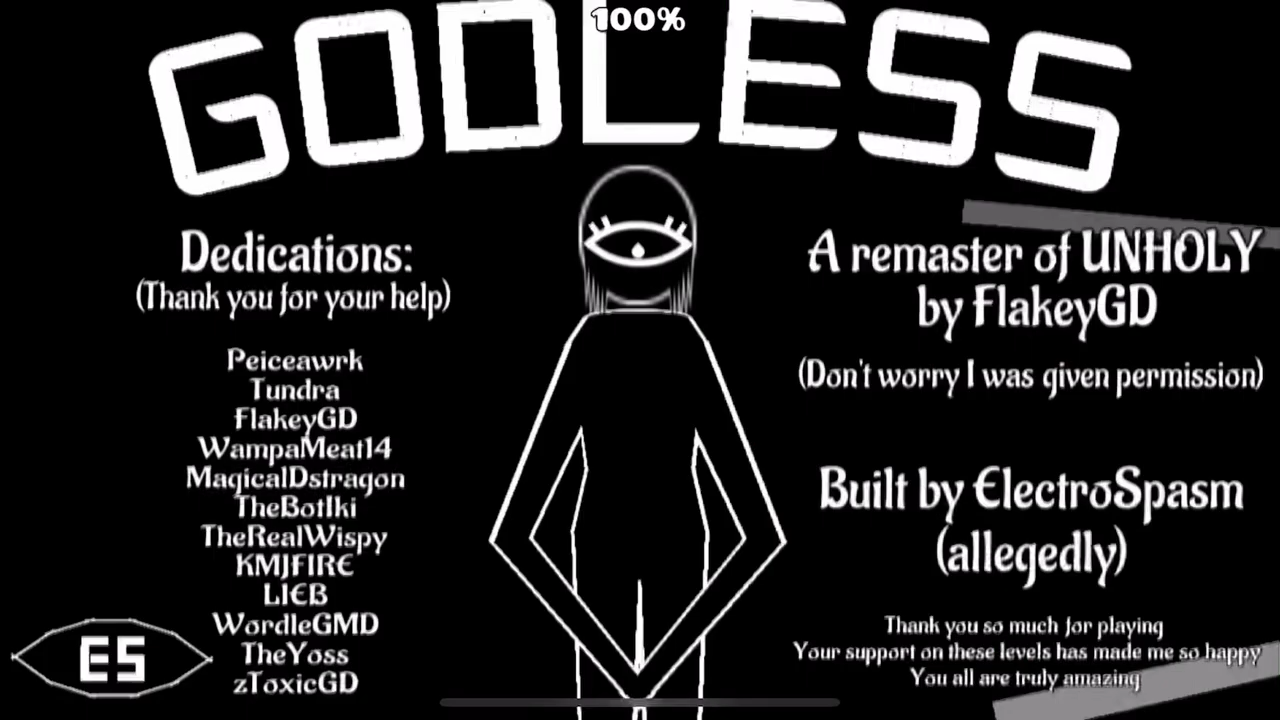 100%
GODLESS
Dedications:
(Thank you for your help)
Peiceawrk
Tundra
FlakeyGD
WampaMeat14
MagicalDstragon
TheBotIki
TheRealWispy
KMJFIRE
LIEB
WordleGMD
TheYoss
zToxicGD
ES
A remaster of UNHOLY
by FlakeyGD
(Don't worry I was given permission)
Built by ElectroSpasm
(allegedly)
Thank you so much for playing
Your support on these levels has made me so happy
You all are truly amazing